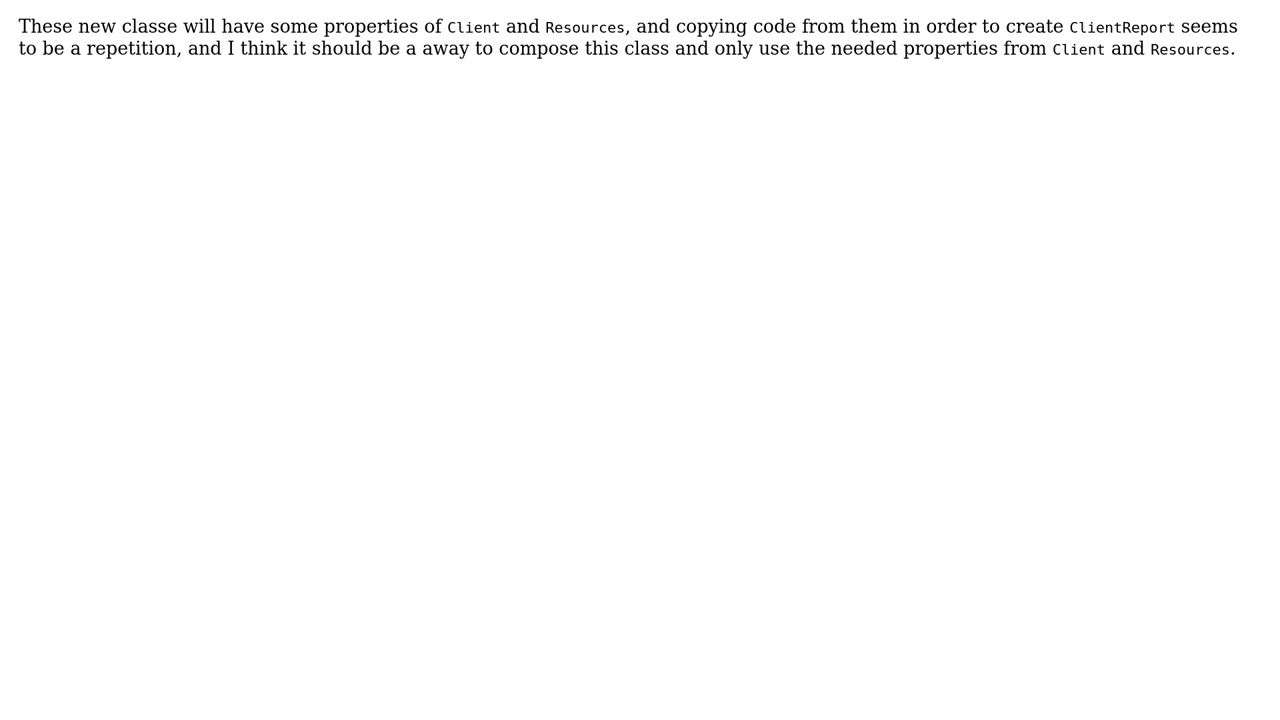 These new classe will have some properties of Client and Resources, and copying code from them in order to create ClientReport seems
to be a repetition, and I think it should be a away to compose this class and only use the needed properties from Client and Resources.